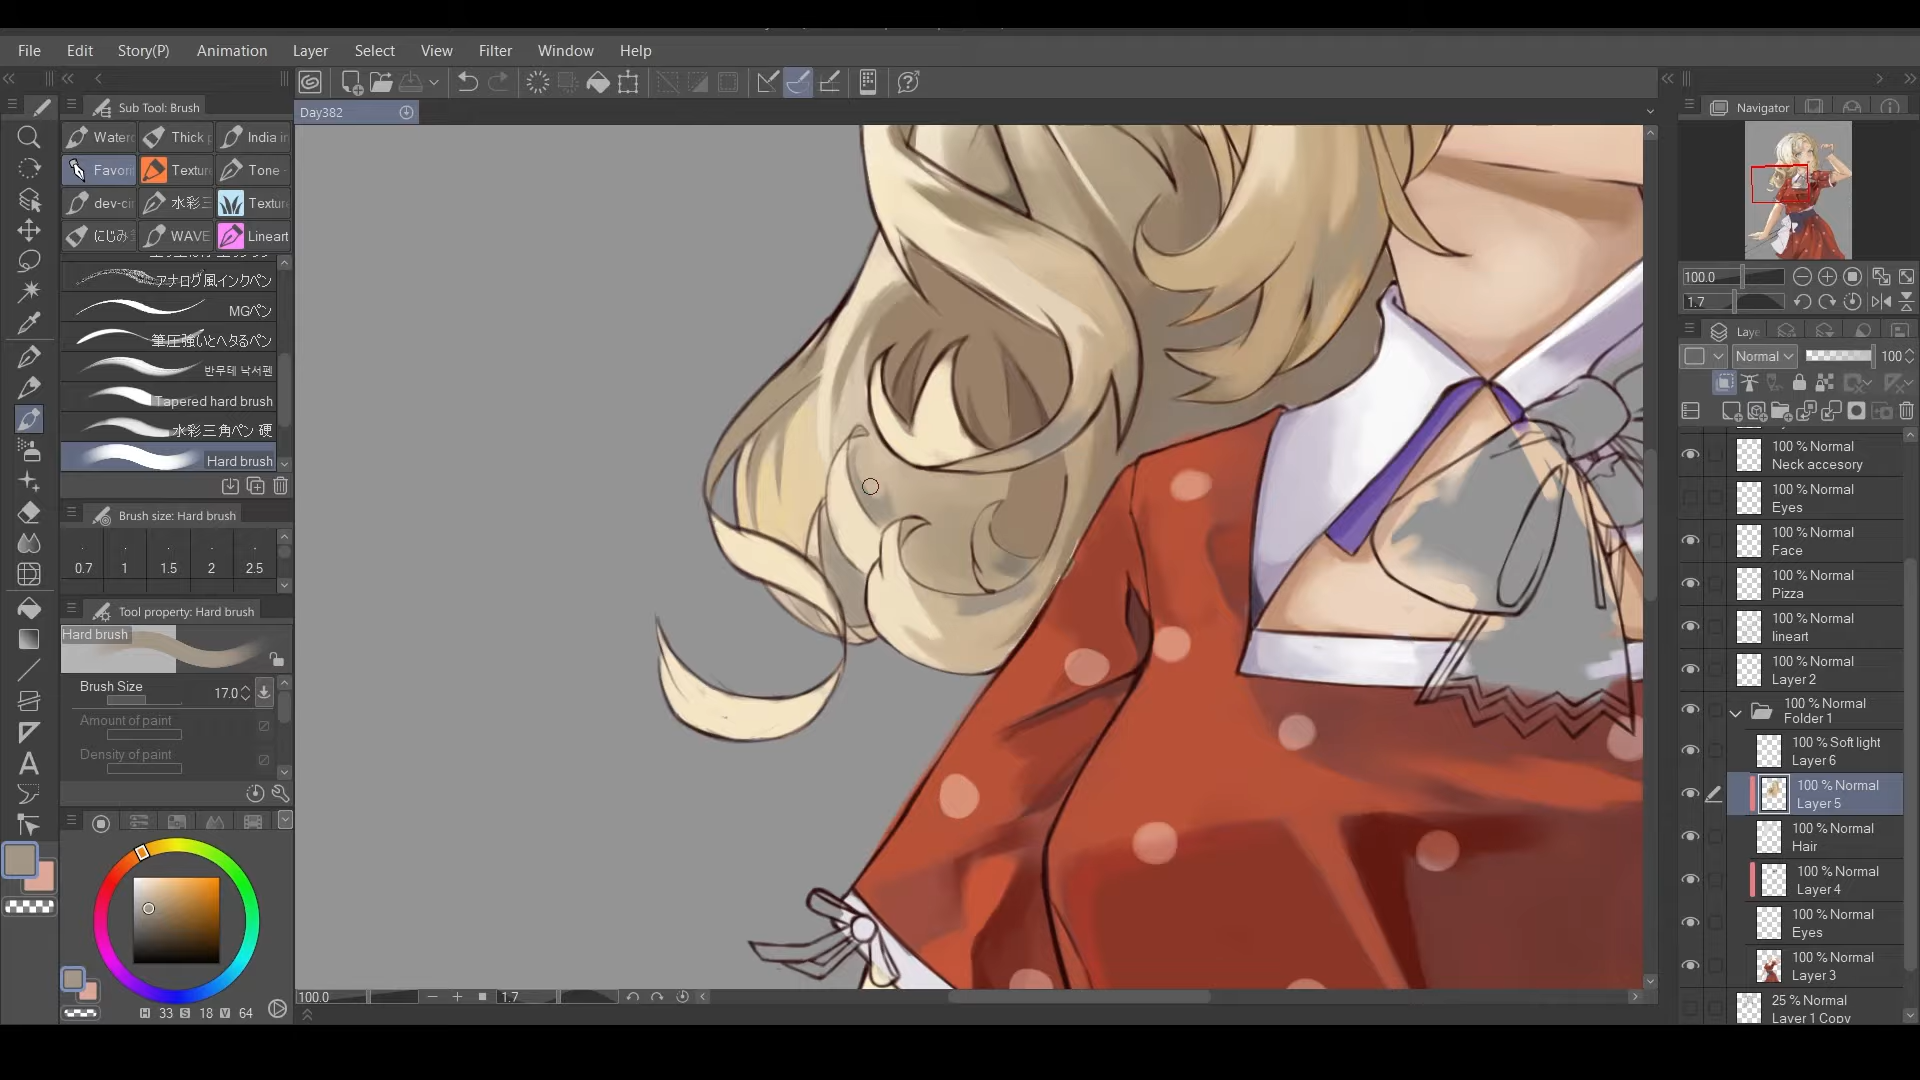 File Edit Story(P) Animation Layer Select View Filter Window Help
Sub Tool: Brush
Day382
Navigator
Water Thick India in
Favori Textur Tone -
dev-ci 水彩三 Textur
にじみ WAVE Lineart
アナログ風インクペン
MGペン
筆圧強いとヘタるペン
반무테 낙서펜
Tapered hard brush
水彩三角ペン 硬
Hard brush
Brush size: Hard brush
0.7 1 1.5 2 2.5
Tool property: Hard brush
Hard brush
Brush Size 17.0
Amount of paint
Density of paint
H 33 S 18 V 64
100.0 1.7
100.0
1.7
Laye
Normal 100
100 % Normal
Neck accesory
100 % Normal
Eyes
100 % Normal
Face
100 % Normal
Pizza
100 % Normal
lineart
100 % Normal
Layer 2
100 % Normal
Folder 1
100 % Soft light
Layer 6
100 % Normal
Layer 5
100 % Normal
Hair
100 % Normal
Layer 4
100 % Normal
Eyes
100 % Normal
Layer 3
25 % Normal
Layer 1 Copy